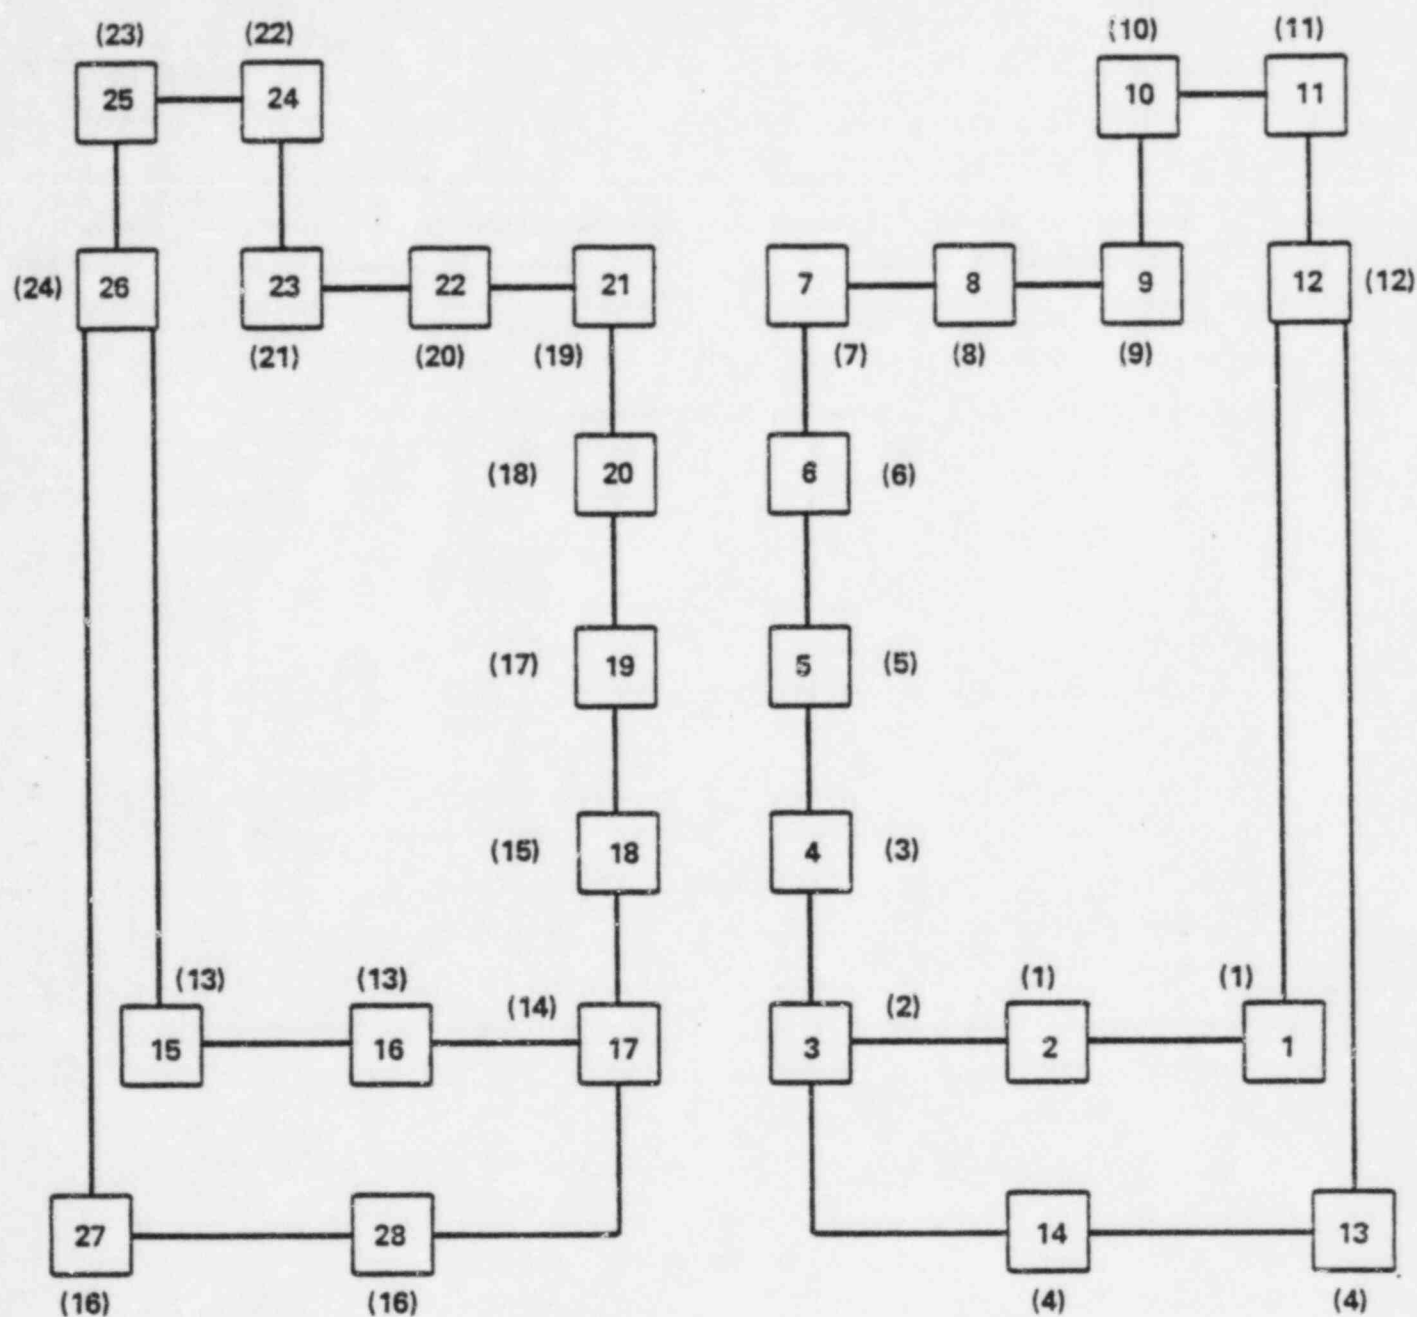 (23) (22) (10) (11)
25 24 10 11
(24) 26 23 22 21 7 8 9 12 (12)
(21) (20) (19) (7) (8) (9)
(18) 20 6 (6)
(17) 19 5 (5)
(15) 18 4 (3)
(13) (13) (14) (2) (1) (1)
15 16 17 3 2 1
27 28 14 13
(16) (16) (4) (4)